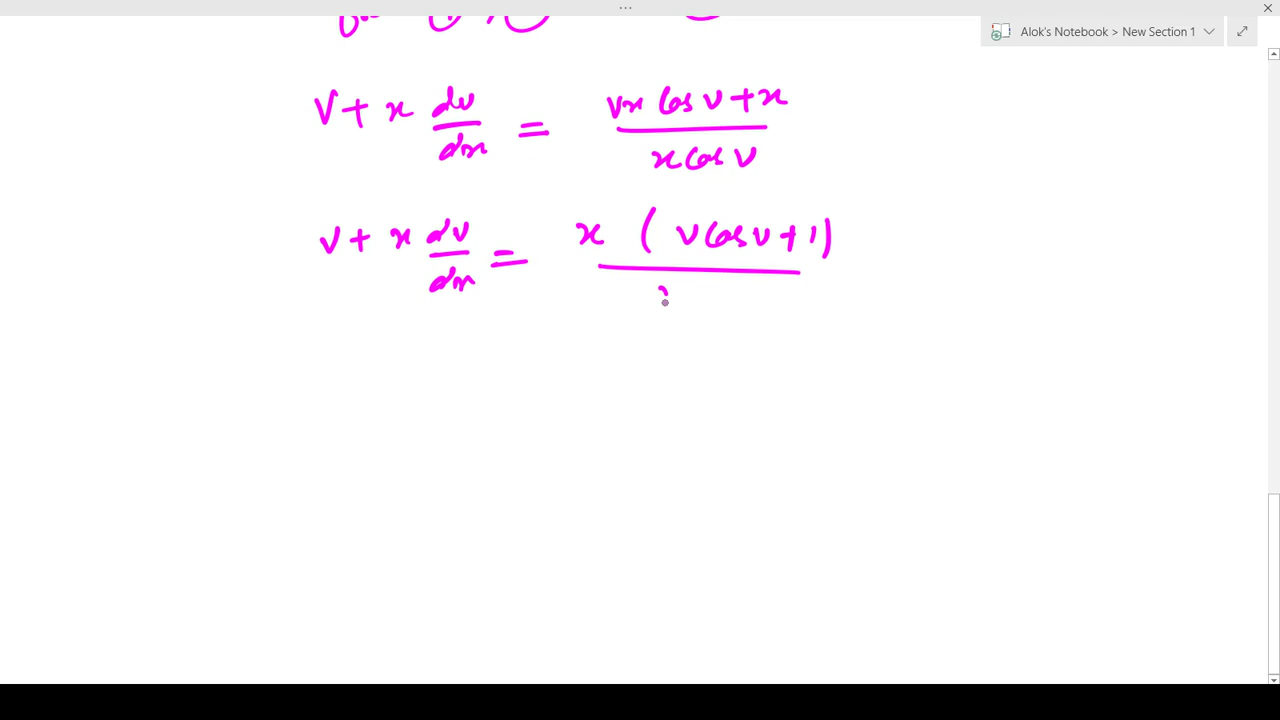 Alok's Notebook > New Section 1
V + x dv/dx = vx cos v + x / x cos v
v + x dv/dx = x (v cos v + 1)